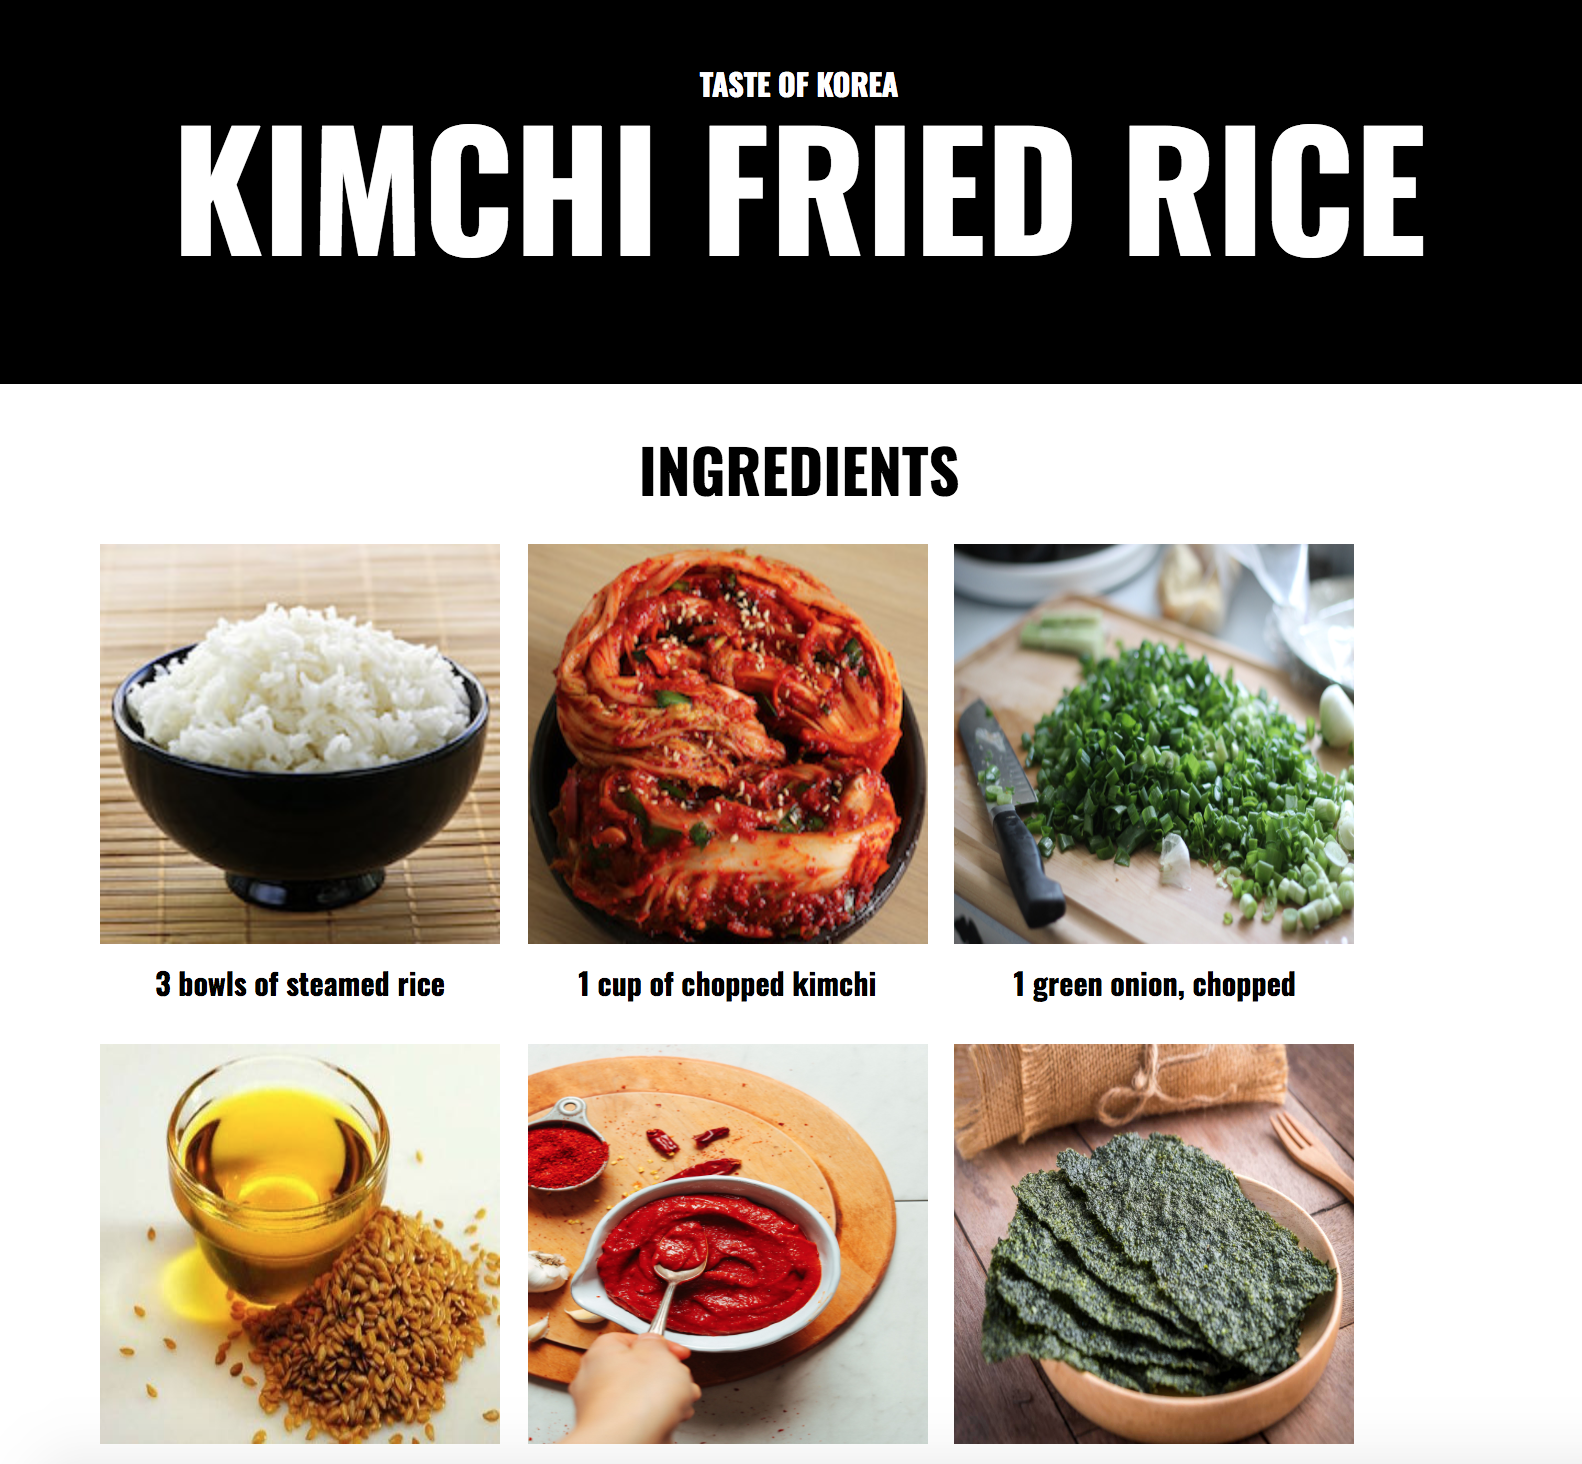 TASTE OF KOREA
KIMCHI FRIED RICE
INGREDIENTS
3 bowls of steamed rice
1 cup of chopped kimchi
1 green onion, chopped